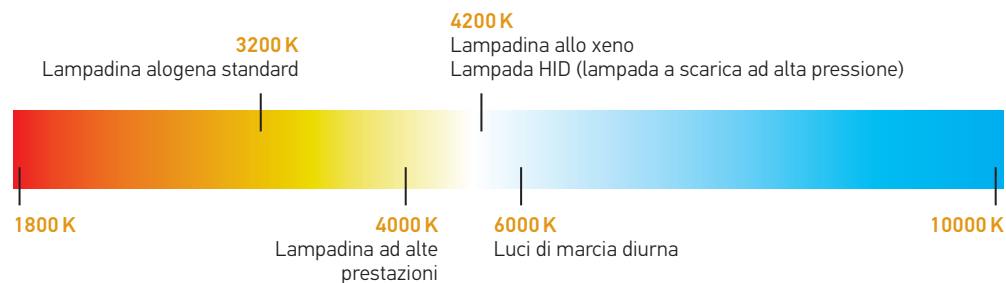 3200 K
Lampadina alogena standard
4200 K
Lampadina allo xeno
Lampada HID (lampada a scarica ad alta pressione)
1800 K
4000 K
Lampadina ad alte
prestazioni
6000 K
Luci di marcia diurna
10000 K